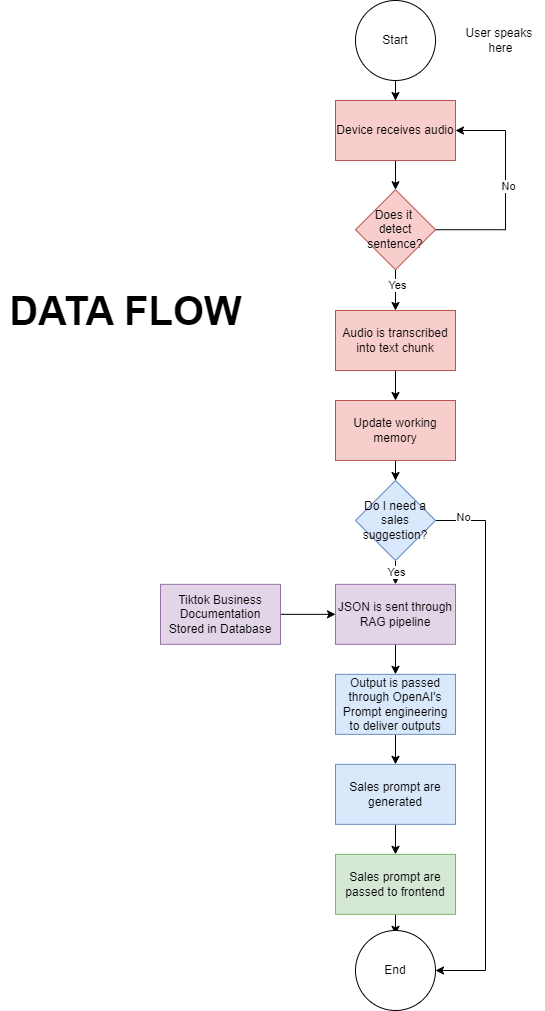 Start
User speaks
here
Device receives audio
No
Does it
detect
sentence?
Yes
DATA FLOW
Audio is transcribed
into text chunk
Update working
memory
Do I need a
sales
suggestion?
No
Yes
Tiktok Business
Documentation
Stored in Database
JSON is sent through
RAG pipeline
Output is passed
through OpenAI's
Prompt engineering
to deliver outputs
Sales prompt are
generated
Sales prompt are
passed to frontend
End